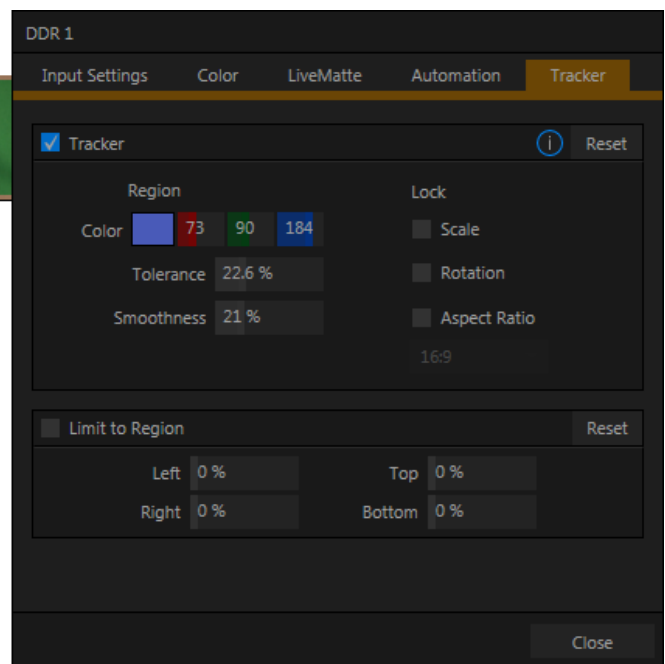 DDR 1
Input Settings Color LiveMatte Automation Tracker
Tracker i Reset
Region Lock
Color 73 90 184 Scale
Tolerance 22.6 % Rotation
Smoothness 21 % Aspect Ratio
16:9
Limit to Region Reset
Left 0 % Top 0 %
Right 0 % Bottom 0 %
Close